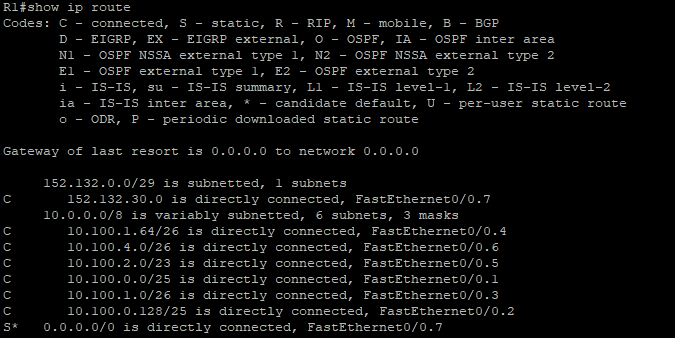 R1#show ip route
Codes: C - connected, S - static, R - RIP, M - mobile, B - BGP
       D - EIGRP, EX - EIGRP external, O - OSPF, IA - OSPF inter area
       N1 - OSPF NSSA external type 1, N2 - OSPF NSSA external type 2
       E1 - OSPF external type 1, E2 - OSPF external type 2
       i - IS-IS, su - IS-IS summary, L1 - IS-IS level-1, L2 - IS-IS level-2
       ia - IS-IS inter area, * - candidate default, U - per-user static route
       o - ODR, P - periodic downloaded static route

Gateway of last resort is 0.0.0.0 to network 0.0.0.0

     152.132.0.0/29 is subnetted, 1 subnets
C       152.132.30.0 is directly connected, FastEthernet0/0.7
     10.0.0.0/8 is variably subnetted, 6 subnets, 3 masks
C       10.100.1.64/26 is directly connected, FastEthernet0/0.4
C       10.100.4.0/26 is directly connected, FastEthernet0/0.6
C       10.100.2.0/23 is directly connected, FastEthernet0/0.5
C       10.100.0.0/25 is directly connected, FastEthernet0/0.1
C       10.100.1.0/26 is directly connected, FastEthernet0/0.3
C       10.100.0.128/25 is directly connected, FastEthernet0/0.2
S*   0.0.0.0/0 is directly connected, FastEthernet0/0.7